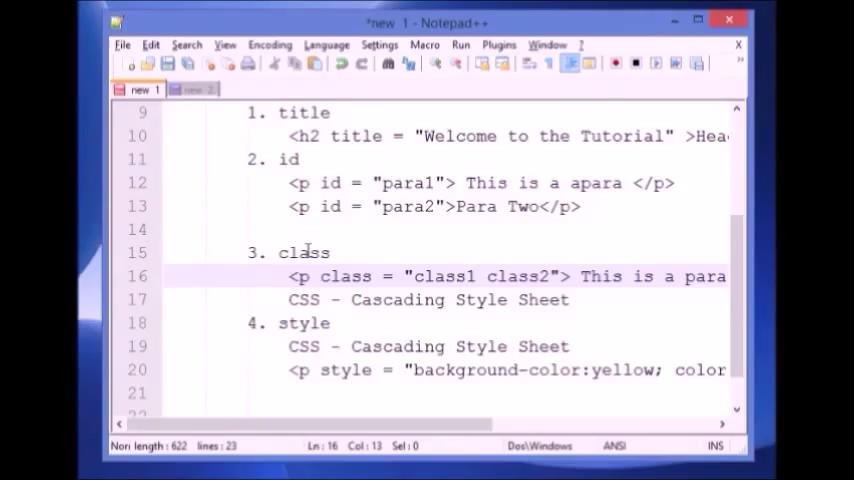 *new 1 - Notepad++
File Edit Search View Encoding Language Settings Macro Run Plugins Window ? X
new 1 new 2
9 1. title
10 <h2 title = "Welcome to the Tutorial" >Hea
11 2. id
12 <p id = "para1"> This is a apara </p>
13 <p id = "para2">Para Two</p>
14
15 3. class
16 <p class = "class1 class2"> This is a para
17 CSS - Cascading Style Sheet
18 4. style
19 CSS - Cascading Style Sheet
20 <p style = "background-color:yellow; color
21
22
Nori length : 622 lines : 23 Ln : 16 Col : 13 Sel : 0 Dos\Windows ANSI INS